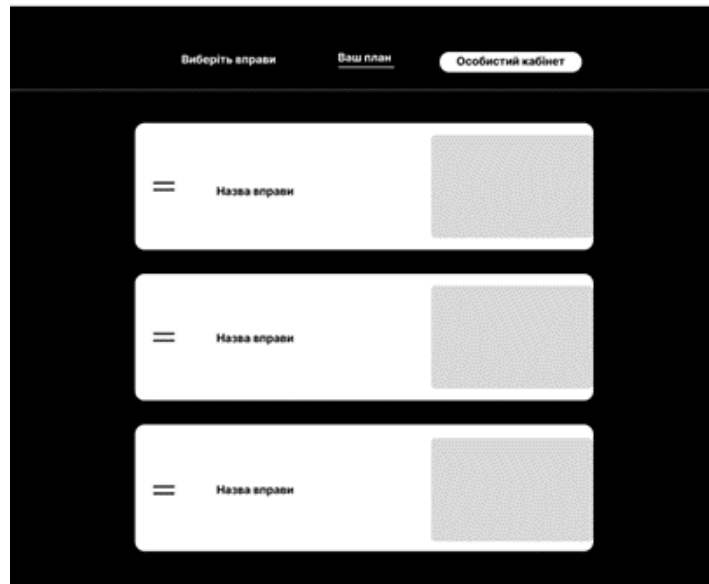 Виберіть вправи
Ваш план
Особистий кабінет
Назва вправи
Назва вправи
Назва вправи